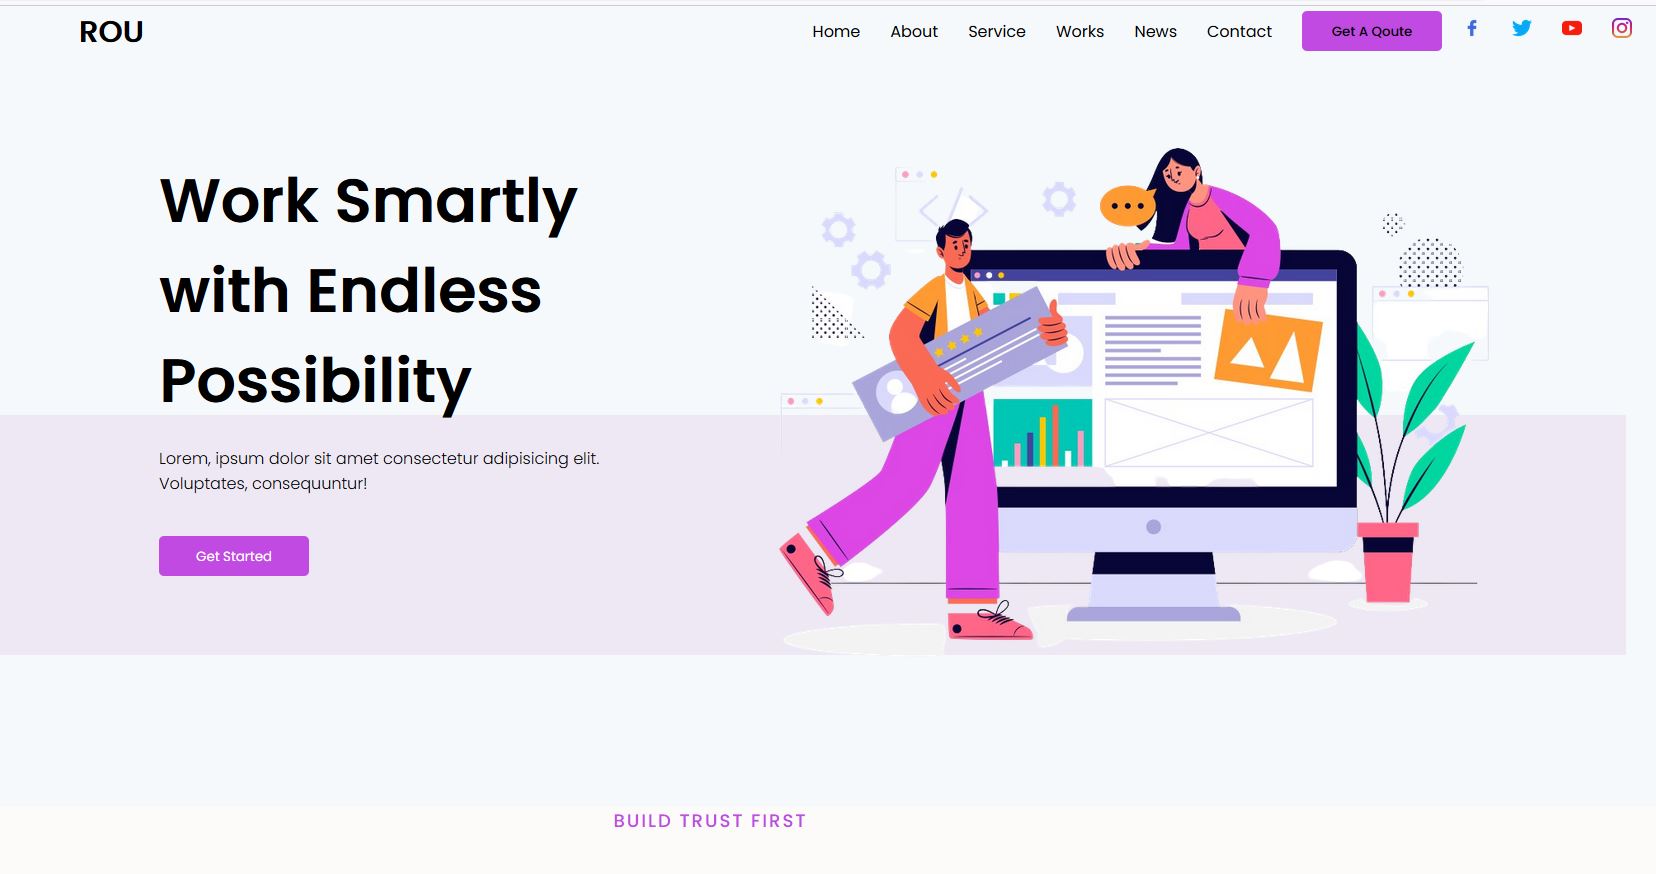 ROU
Home About Service Works News Contact Get A Qoute
Work Smartly
with Endless
Possibility
Lorem, ipsum dolor sit amet consectetur adipisicing elit.
Voluptates, consequuntur!
Get Started
BUILD TRUST FIRST